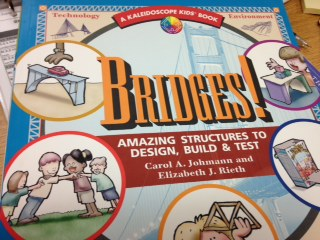 A KALEIDOSCOPE KIDS BOOK
Technology
Environment
BRIDGES!
AMAZING STRUCTURES TO
DESIGN, BUILD & TEST
Carol A. Johmann and
Elizabeth J. Rieth